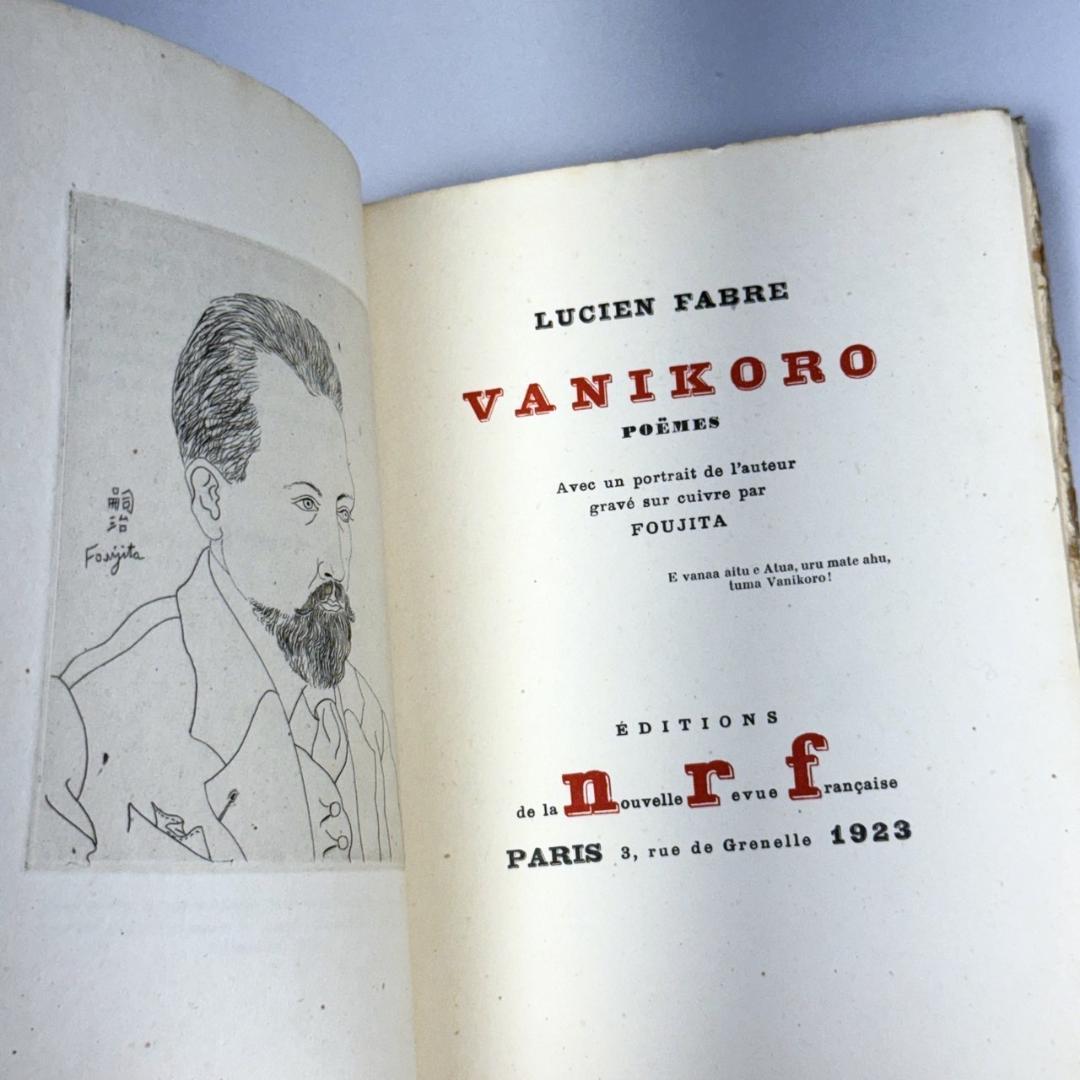 嗣
治
Foujita
LUCIEN FABRE
VANIKORO
POËMES
Avec un portrait de l'auteur
gravé sur cuivre par
FOUJITA
E vanaa aitu e Atua, uru mate ahu,
tuma Vanikoro!
ÉDITIONS
de la nouvelle revue française
PARIS 3, rue de Grenelle 1923